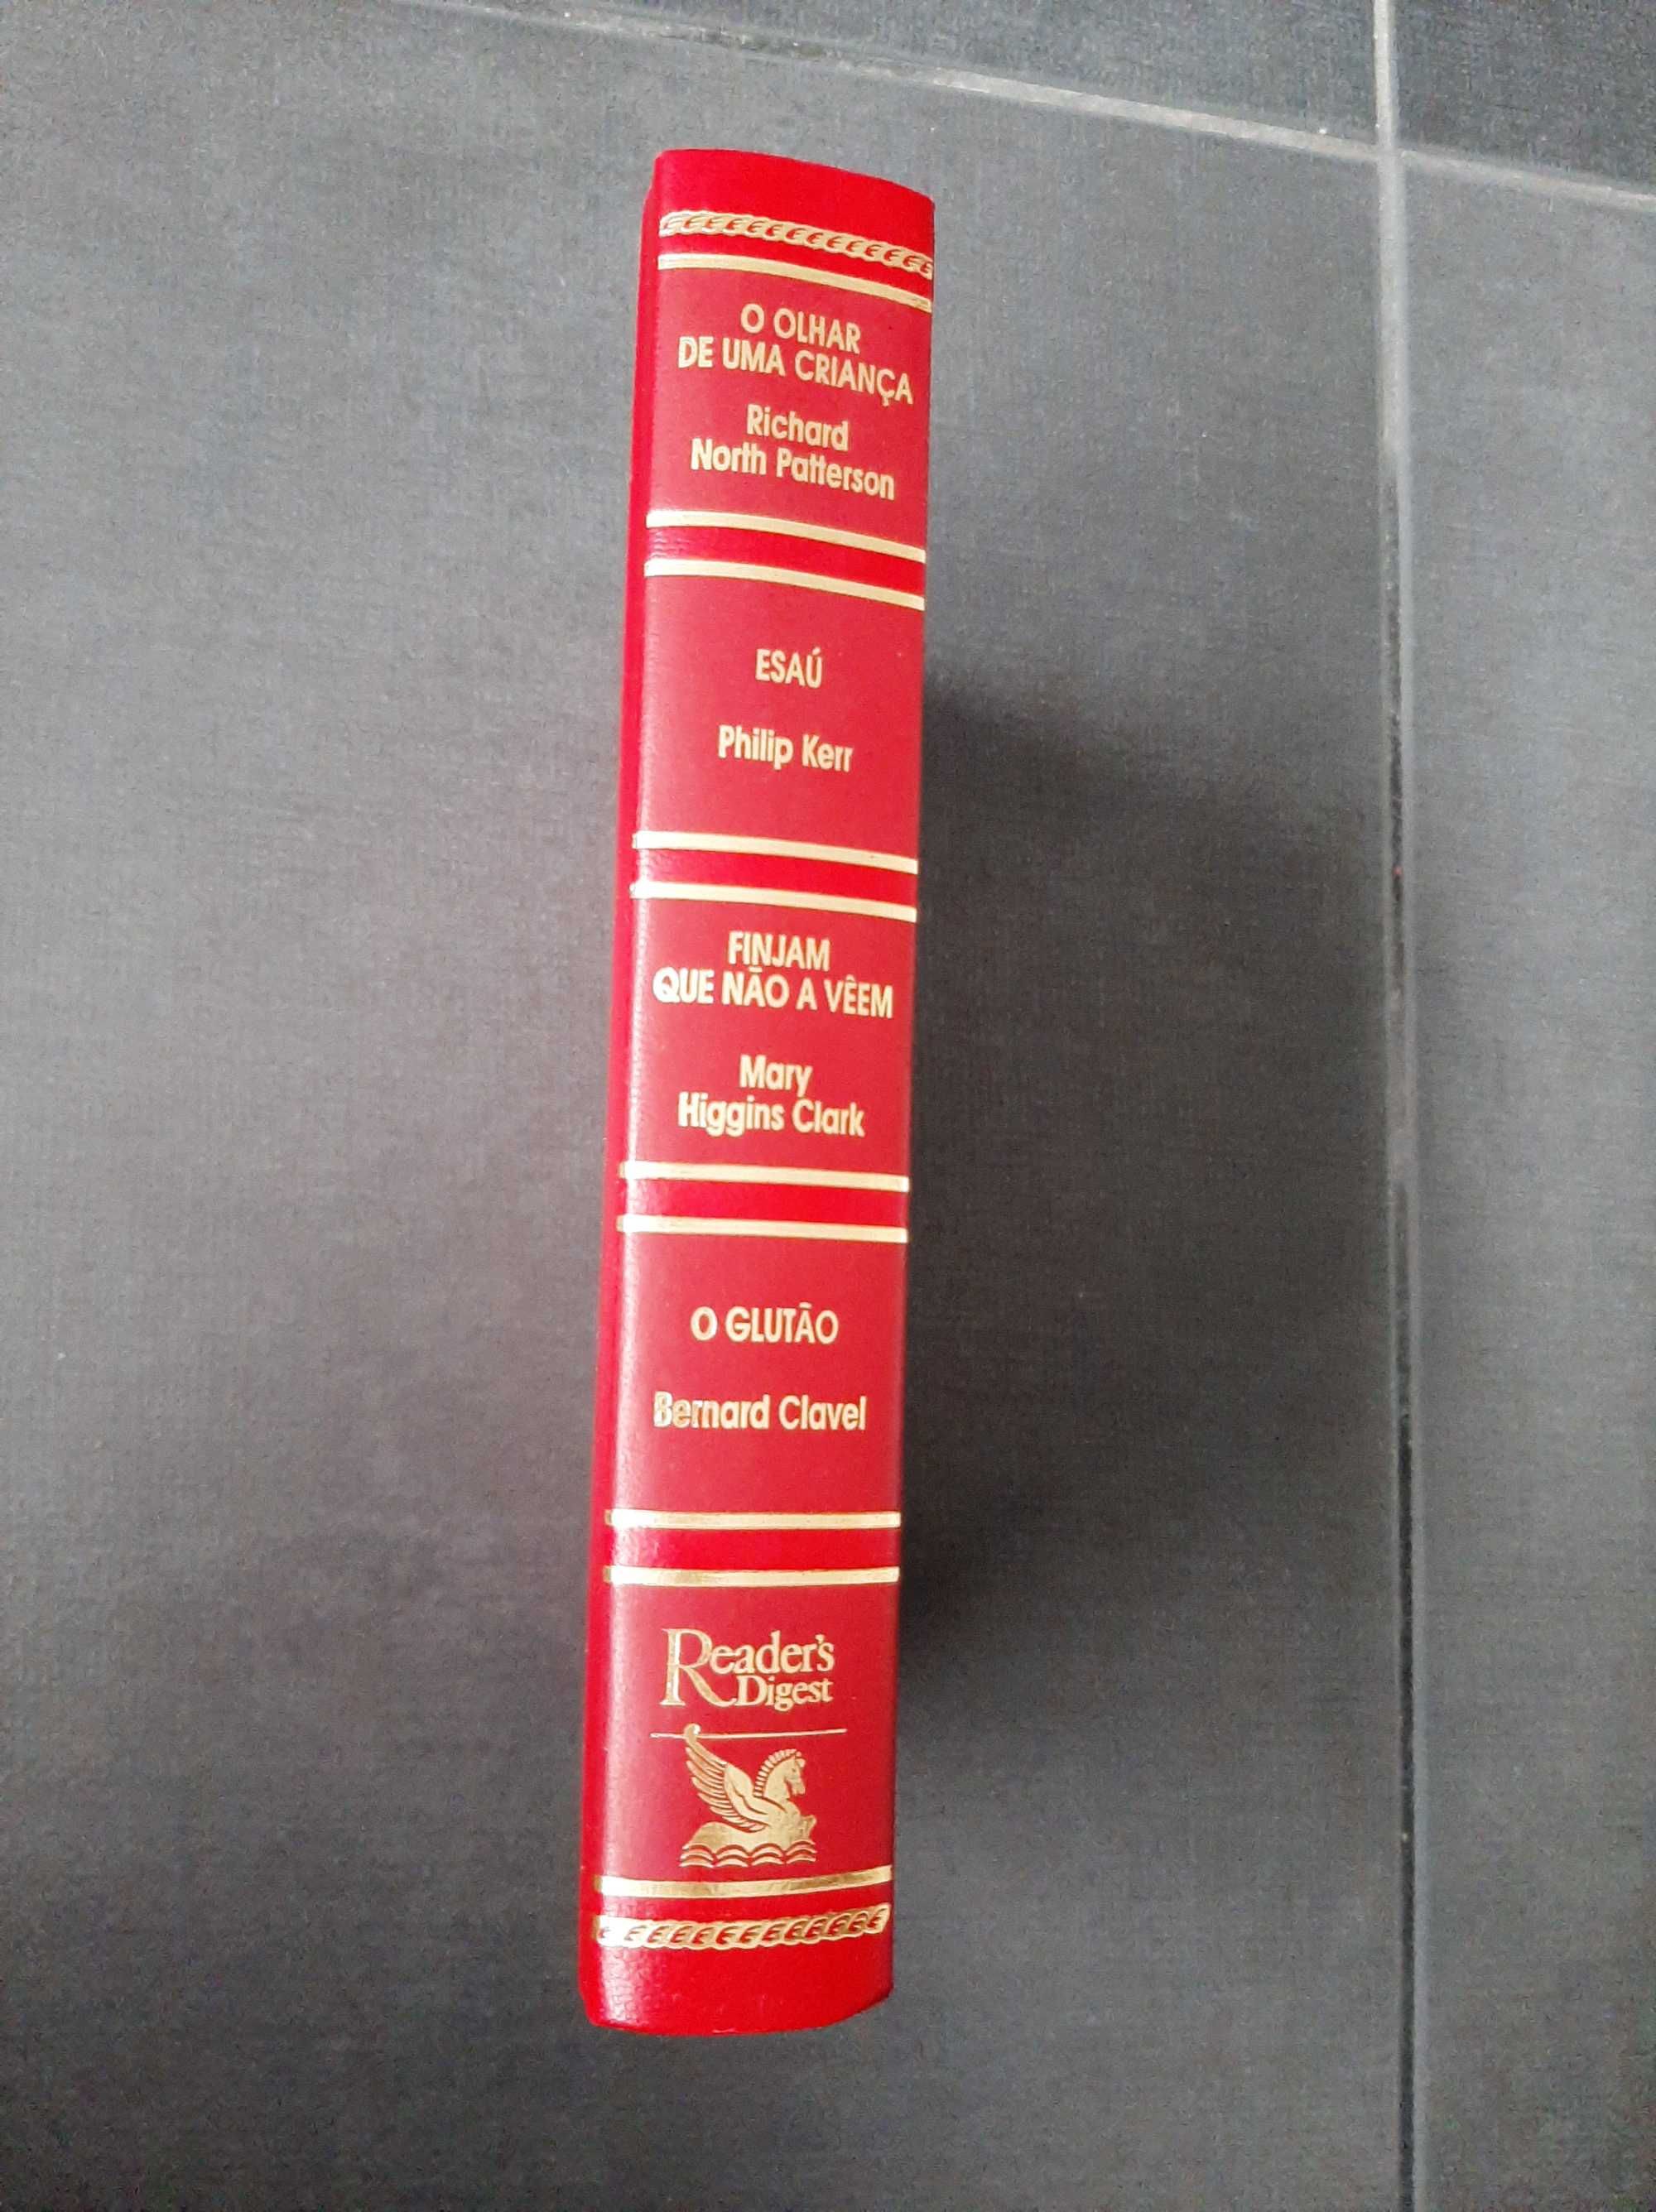 O OLHAR
DE UMA CRIANÇA
Richard
North Patterson
ESAÚ
Philip Kerr
FINJAM
QUE NÃO A VÊEM
Mary
Higgins Clark
O GLUTÃO
Bernard Clavel
Reader's
Digest